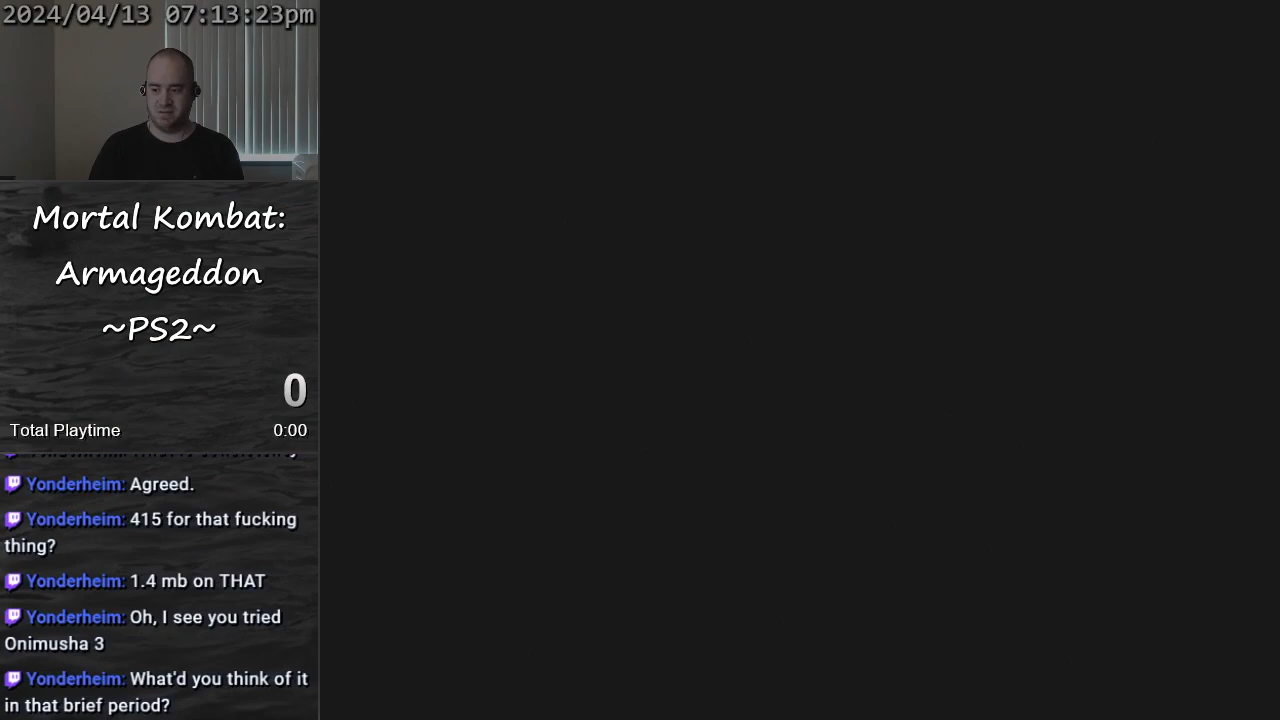 2024/04/13 07:13:23pm
Mortal Kombat:
Armageddon
~PS2~
0
Total Playtime 0:00
Yonderheim: Agreed.
Yonderheim: 415 for that fucking
thing?
Yonderheim: 1.4 mb on THAT
Yonderheim: Oh, I see you tried
Onimusha 3
Yonderheim: What'd you think of it
in that brief period?